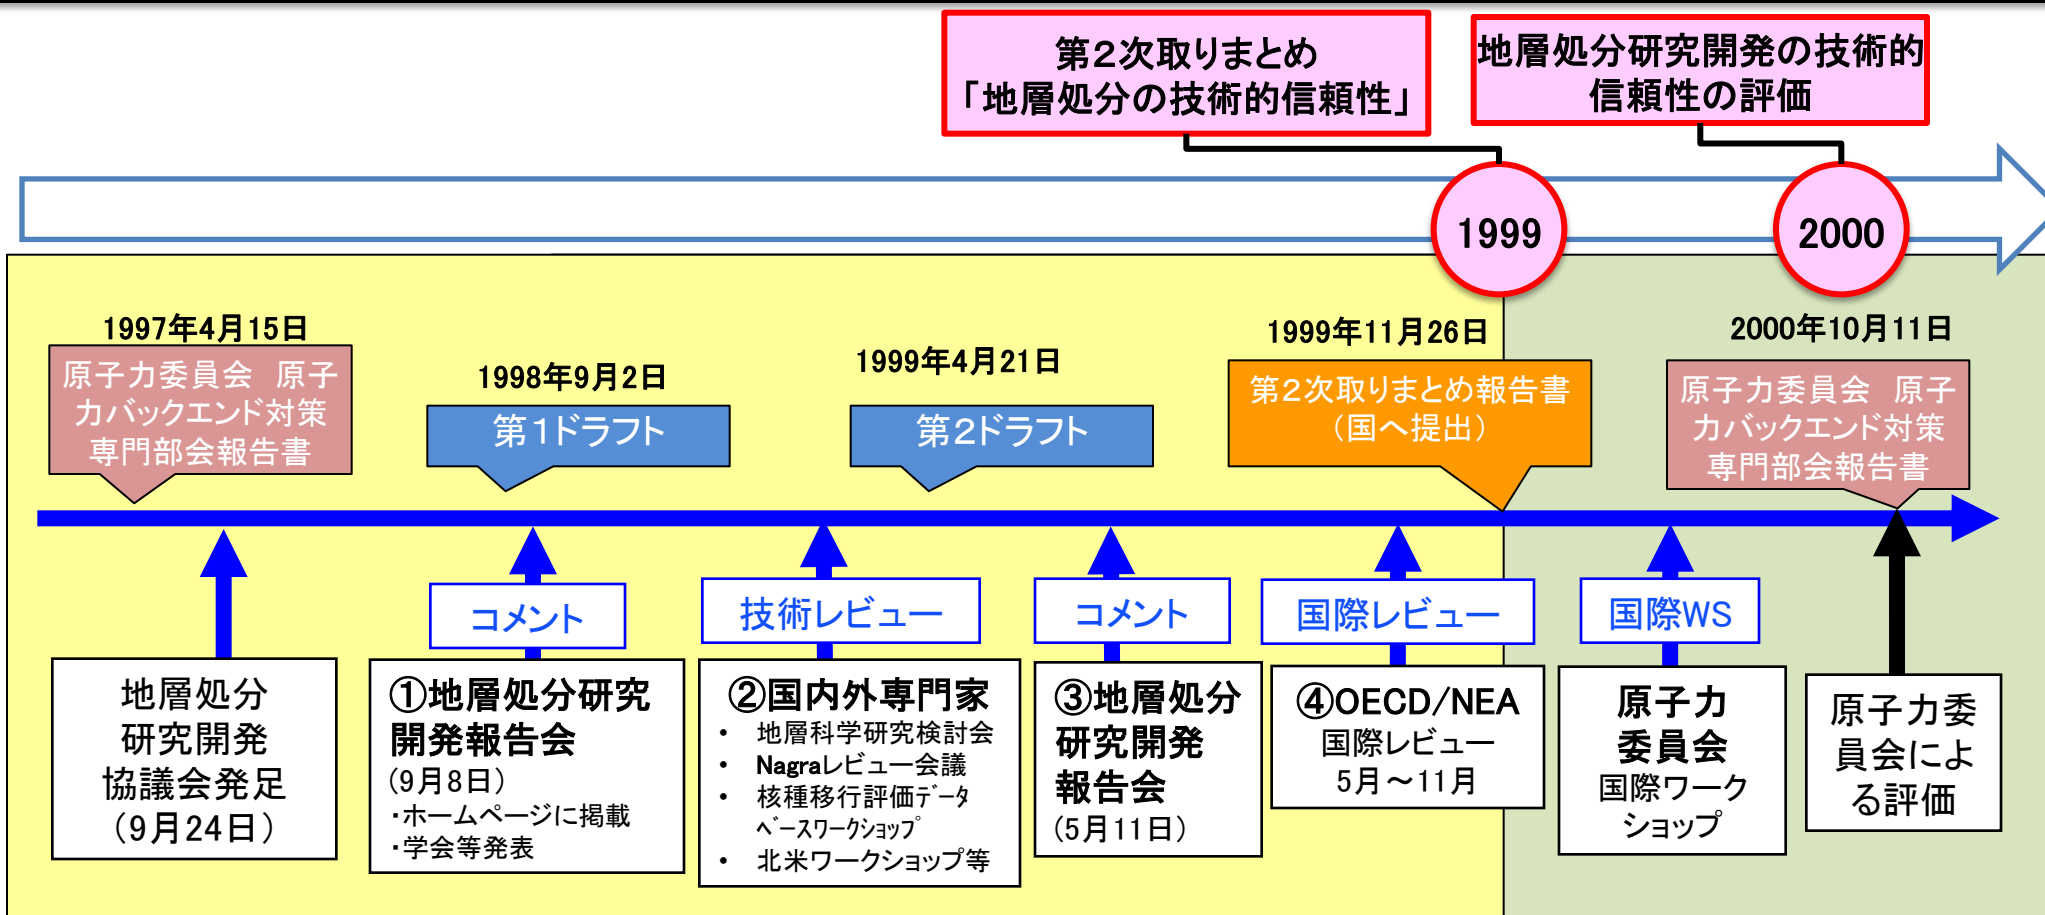 第２次取りまとめ
「地層処分の技術的信頼性」
地層処分研究開発の技術的
信頼性の評価
1999
2000
1997年4月15日
原子力委員会　原子
力バックエンド対策
専門部会報告書
1998年9月2日
第１ドラフト
1999年4月21日
第２ドラフト
1999年11月26日
第２次取りまとめ報告書
（国へ提出）
2000年10月11日
原子力委員会　原子
力バックエンド対策
専門部会報告書
コメント
技術レビュー
コメント
国際レビュー
国際WS
地層処分
研究開発
協議会発足
（9月24日）
①地層処分研究
開発報告会
(9月8日)
・ホームページに掲載
・学会等発表
②国内外専門家
• 地層科学研究検討会
• Nagraレビュー会議
• 核種移行評価ﾃﾞｰﾀ
ﾍﾞｰｽﾜｰｸｼｮｯﾌﾟ
• 北米ワークショップ等
③地層処分
研究開発
報告会
(5月11日)
④OECD/NEA
国際レビュー
5月～11月
原子力
委員会
国際ワーク
ショップ
原子力委
員会によ
る評価